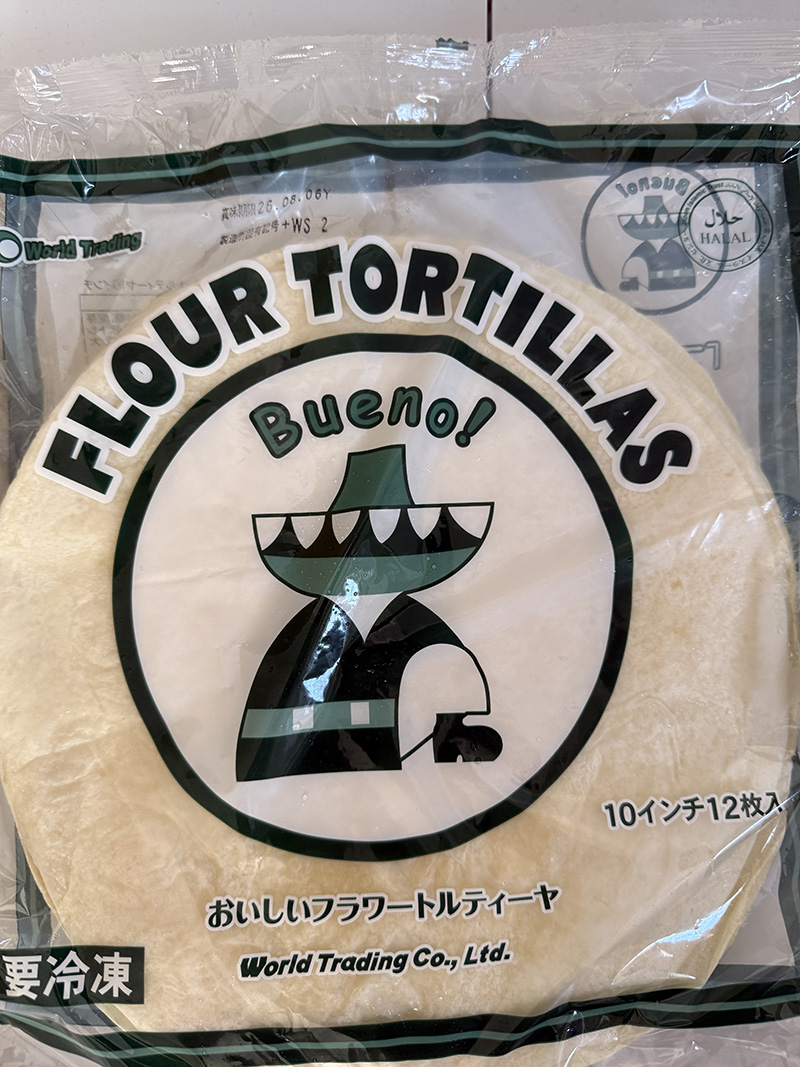 賞味期限26.08.06Y
製造所固有記号+WS 2
World Trading
Bueno!
حلال
HALAL
FLOUR TORTILLAS
Bueno!
10インチ12枚入
おいしいフラワートルティーヤ
World Trading Co., Ltd.
要冷凍